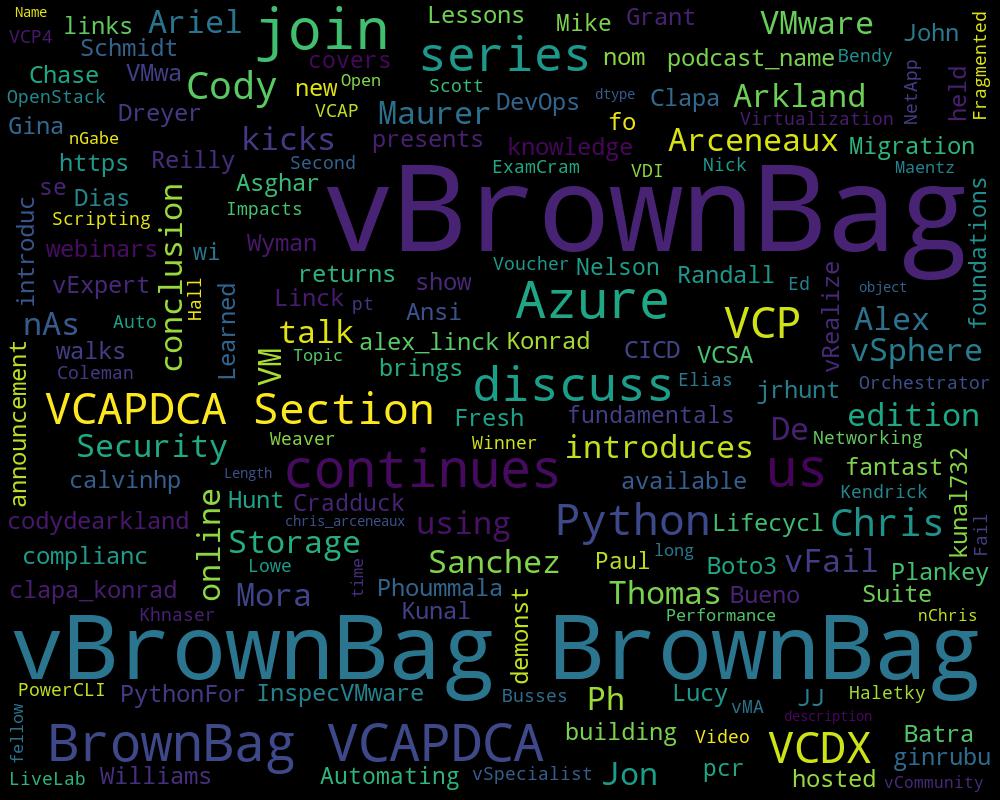 Name
VCP4
links
Ariel
join
Lessons
Mike
Grant
VMware
John
Schmidt
covers
series
nom
podcast_name
Bendy
Fragmented
Chase
VMwa
Cody
new
Open
Scott
NetApp
held
OpenStack
Dreyer
VCAP
Maurer
DevOps
dtype
Clapa
Arkland
Gina
nGabe
kicks
presents
fo
Virtualization
knowledge
Arceneaux
Migration
https
Reilly
Second
ExamCram
VDI
Nick
Maentz
se
Dias
conclusion
Asghar
vBrownBag
foundations
introduc
Scripting
Impacts
webinars
wi
Wyman
vExpert
Hall
Learned
returns
show
Voucher
Nelson
Randall
Ed
vRealize
object
Linck
pt
Ansi
Azure
VCP
Alex
nAs
Auto
talk
alex_linck
Konrad
CICD
VCSA
vSphere
walks
VM
Topic
brings
Coleman
announcement
discuss
Elias
jrhunt
Orchestrator
VCAPDCA Section
Fresh
fundamentals
De
edition
Networking
Security
Weaver
Winner
introduces
calvinhp
Length
continues
available
us
fantast
kunal732
Kendrick
online
Hunt
Cradduck
codydearkland
chris_arceneaux
using
Python
Lifecycl
Chris
Fail
complianc
Storage
Lowe
time
Sanchez
Paul
long
Boto3
vFail
Plankey
clapa_konrad
Mora
Phoummala
demonst
Thomas
Bueno
Suite
Khnaser
Kunal
Performance
nChris
vBrownBag BrownBag
PowerCLI
PythonFor
InspecVMware
Busses
Ph
Lucy
vMA
JJ
Haletky
fellow
description
BrownBag VCAPDCA
building
Video
VCDX
Batra
ginrubu
LiveLab
Williams
Automating
vSpecialist
Jon
pcr
hosted
vCommunity